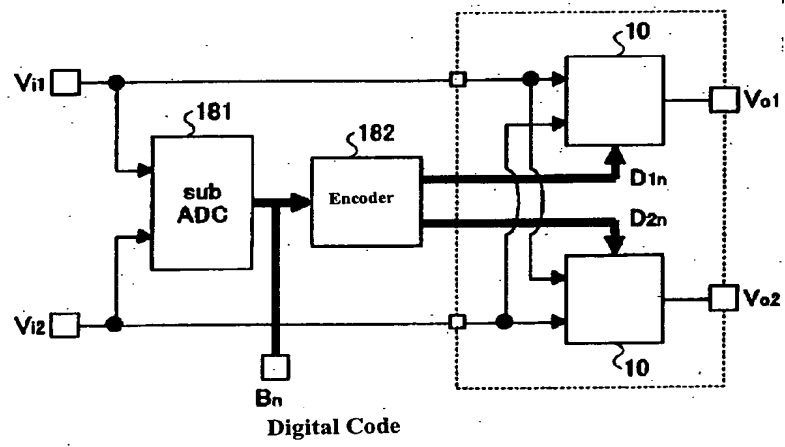 10
Vi1
Vo1
181
182
sub
ADC
Encoder
D1n
D2n
Vi2
Vo2
10
Bn
Digital Code